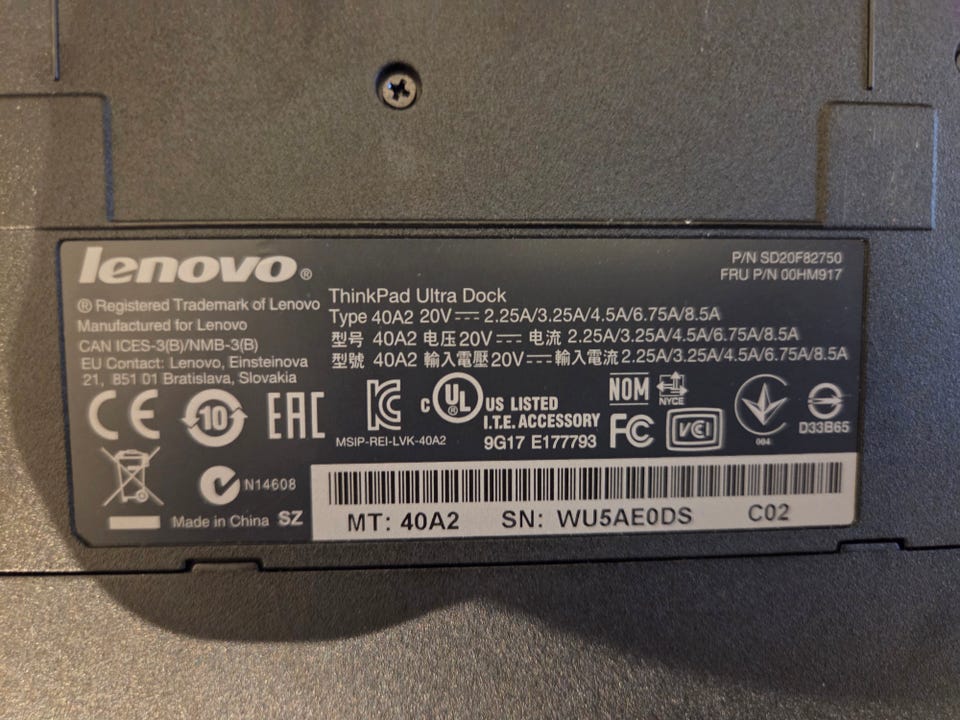 lenovo®
® Registered Trademark of Lenovo
Manufactured for Lenovo
CAN ICES-3(B)/NMB-3(B)
EU Contact: Lenovo, Einsteinova
21, 851 01 Bratislava, Slovakia
P/N SD20F82750
FRU P/N 00HM917
ThinkPad Ultra Dock
Type 40A2 20V⎓ 2.25A/3.25A/4.5A/6.75A/8.5A
型号 40A2 电压20V⎓ 电流 2.25A/3.25A/4.5A/6.75A/8.5A
型號 40A2 輸入電壓20V⎓輸入電流2.25A/3.25A/4.5A/6.75A/8.5A
CE 10 EAC
MSIP-REI-LVK-40A2
c UL® US LISTED
I.T.E. ACCESSORY
9G17 E177793
NOM NYCE
FC VCI
004
D33B65
N14608
Made in China SZ
MT: 40A2 SN: WU5AE0DS C02